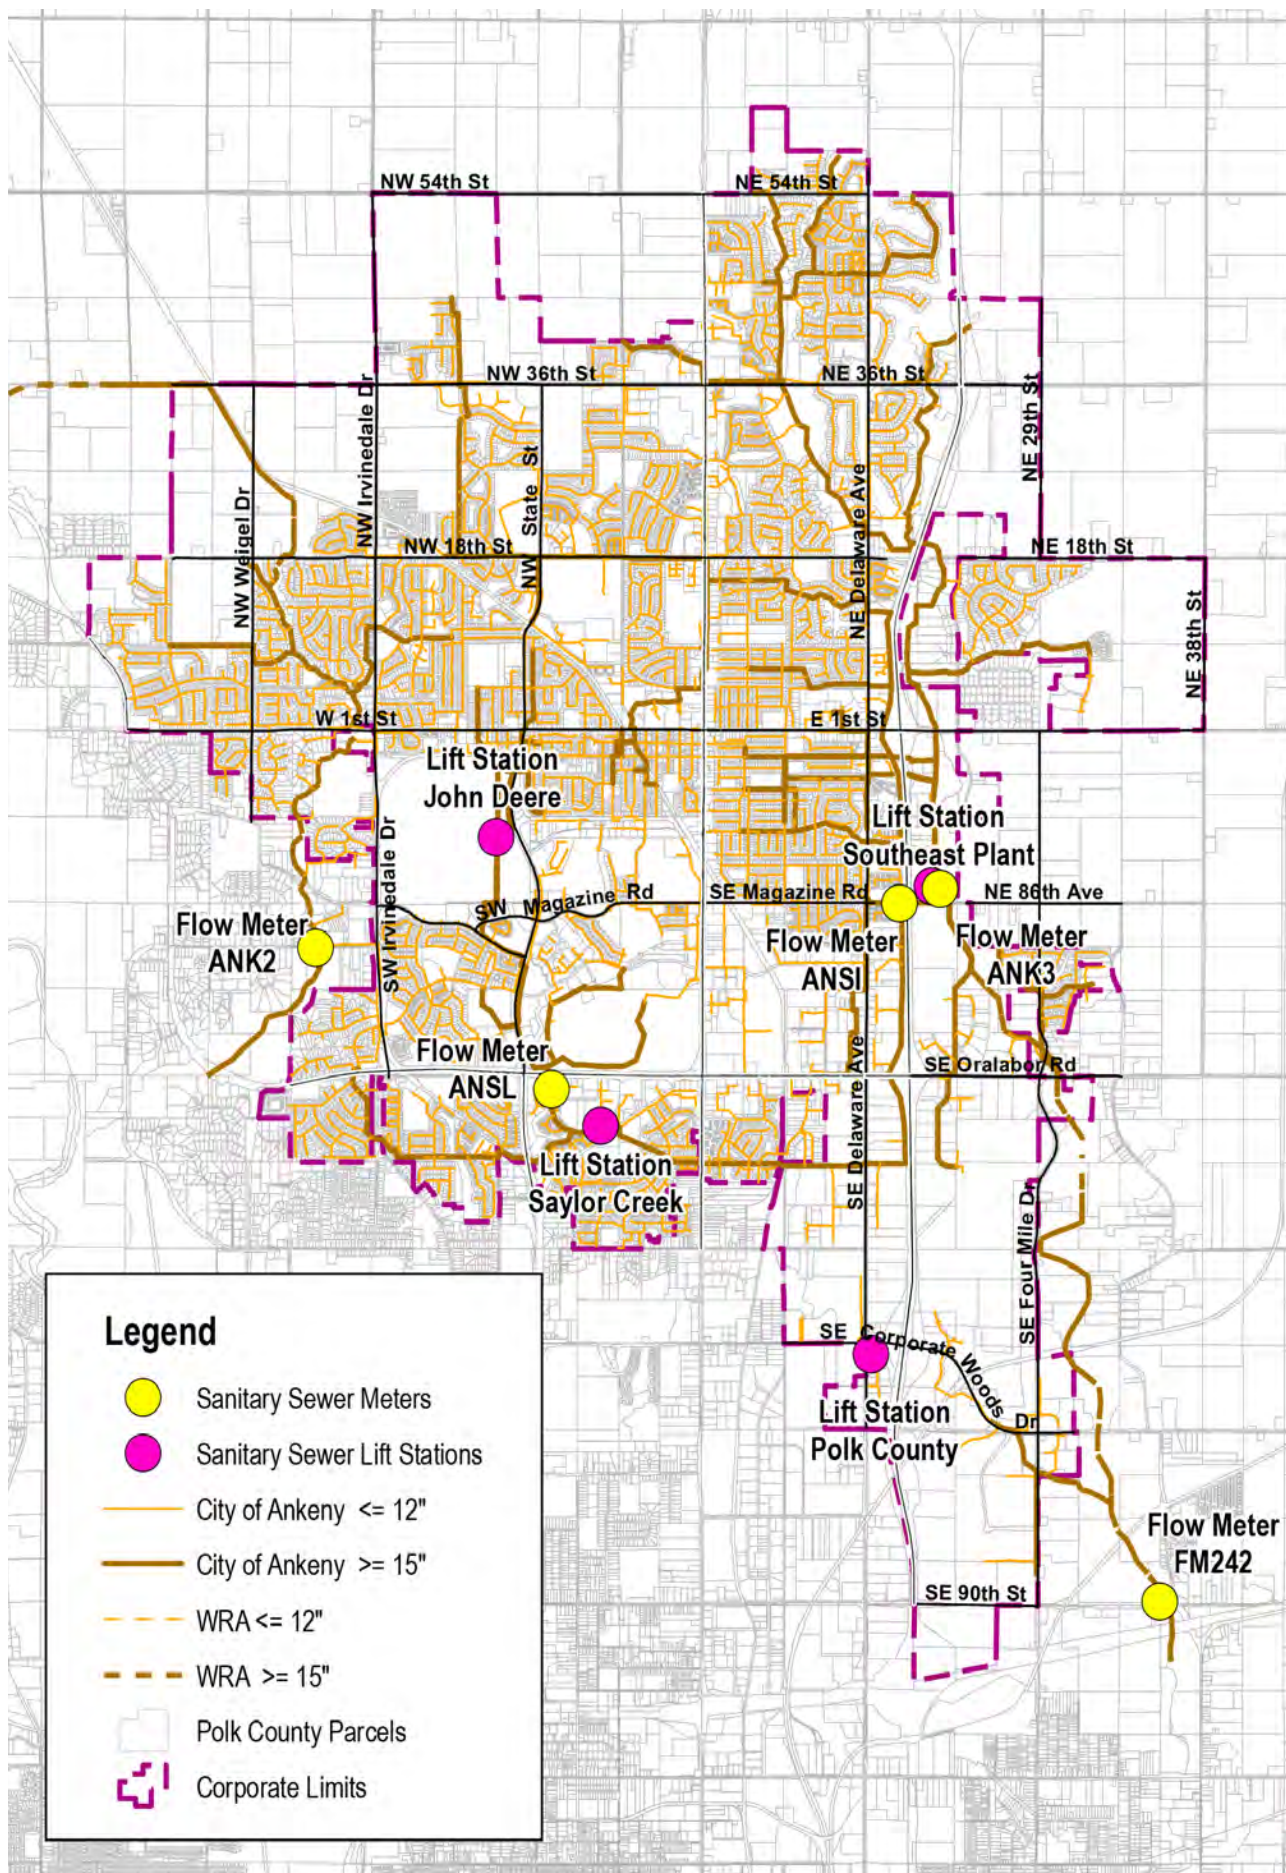 NW 54th St
NE 54th St
NW 36th St
NE 36th St
NW Irvinedale Dr
NE 29th St
NW State St
NW Weigel Dr
NE Delaware Ave
NW 18th St
NE 18th St
NE 38th St
W 1st St
E 1st St
Lift Station
John Deere
Lift Station
Southeast Plant
SW Irvinedale Dr
SW Magazine Rd
SE Magazine Rd
NE 86th Ave
Flow Meter
ANK2
Flow Meter
ANSI
Flow Meter
ANK3
Flow Meter
ANSL
SE Delaware Ave
SE Oralabor Rd
Lift Station
Saylor Creek
SE Four Mile Dr
SE Corporate Woods Dr
Lift Station
Polk County
Flow Meter
FM242
SE 90th St
Legend
Sanitary Sewer Meters
Sanitary Sewer Lift Stations
City of Ankeny <= 12"
City of Ankeny >= 15"
WRA <= 12"
WRA >= 15"
Polk County Parcels
Corporate Limits